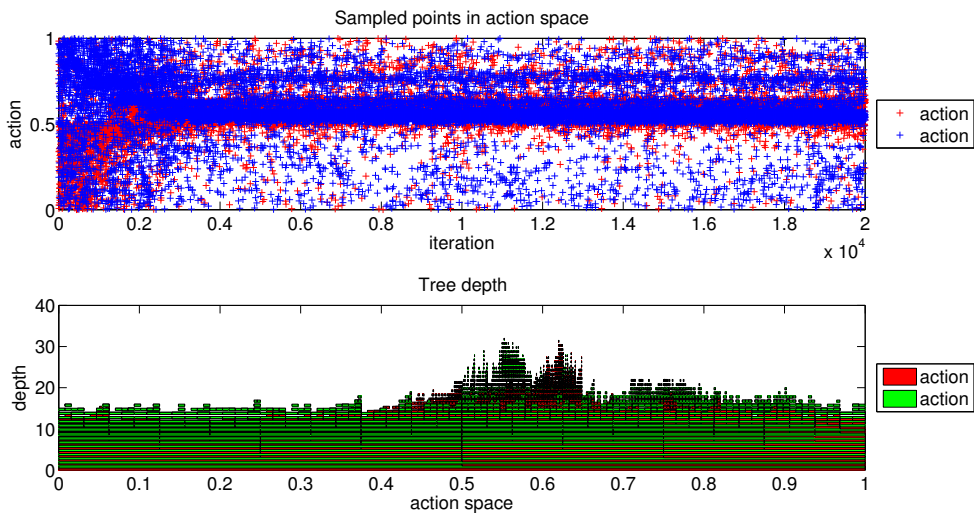 Sampled points in action space
1
0.5
0
action
0 0.2 0.4 0.6 0.8 1 1.2 1.4 1.6 1.8 2
iteration
x 10^4
action
action
Tree depth
40
30
20
10
0
depth
0 0.1 0.2 0.3 0.4 0.5 0.6 0.7 0.8 0.9 1
action space
action
action